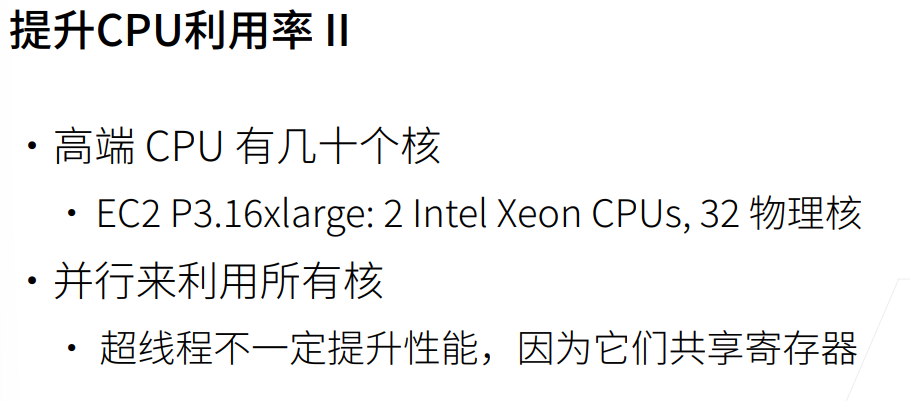 提升CPU利用率 II
• 高端 CPU 有几十个核
• EC2 P3.16xlarge: 2 Intel Xeon CPUs, 32 物理核
• 并行来利用所有核
• 超线程不一定提升性能，因为它们共享寄存器